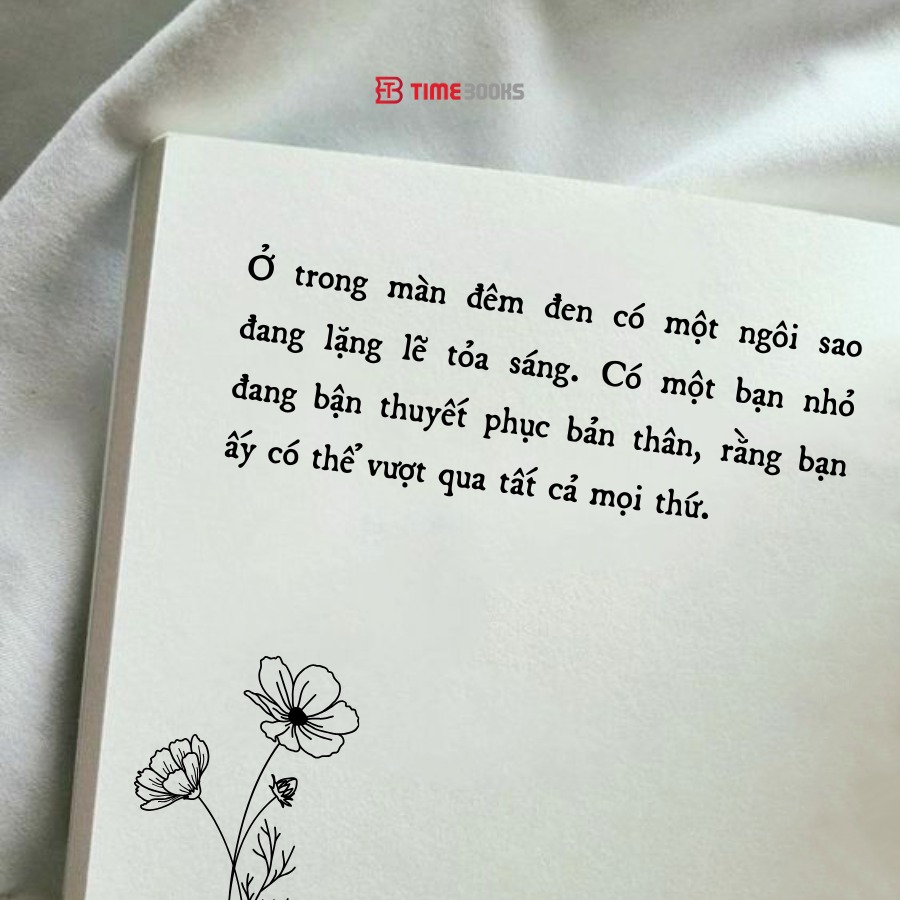 TIMEBOOKS
Ở trong màn đêm đen có một ngôi sao
đang lặng lẽ tỏa sáng. Có một bạn nhỏ
đang bận thuyết phục bản thân, rằng bạn
ấy có thể vượt qua tất cả mọi thứ.